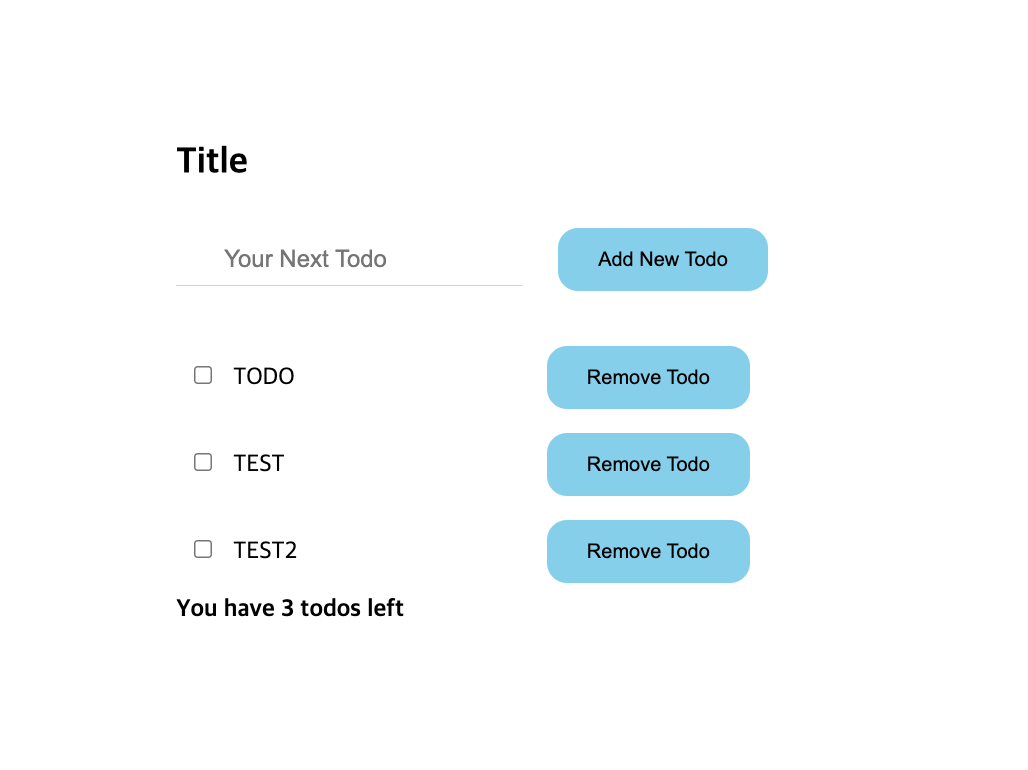 Title
Your Next Todo Add New Todo
TODO Remove Todo
TEST Remove Todo
TEST2 Remove Todo
You have 3 todos left